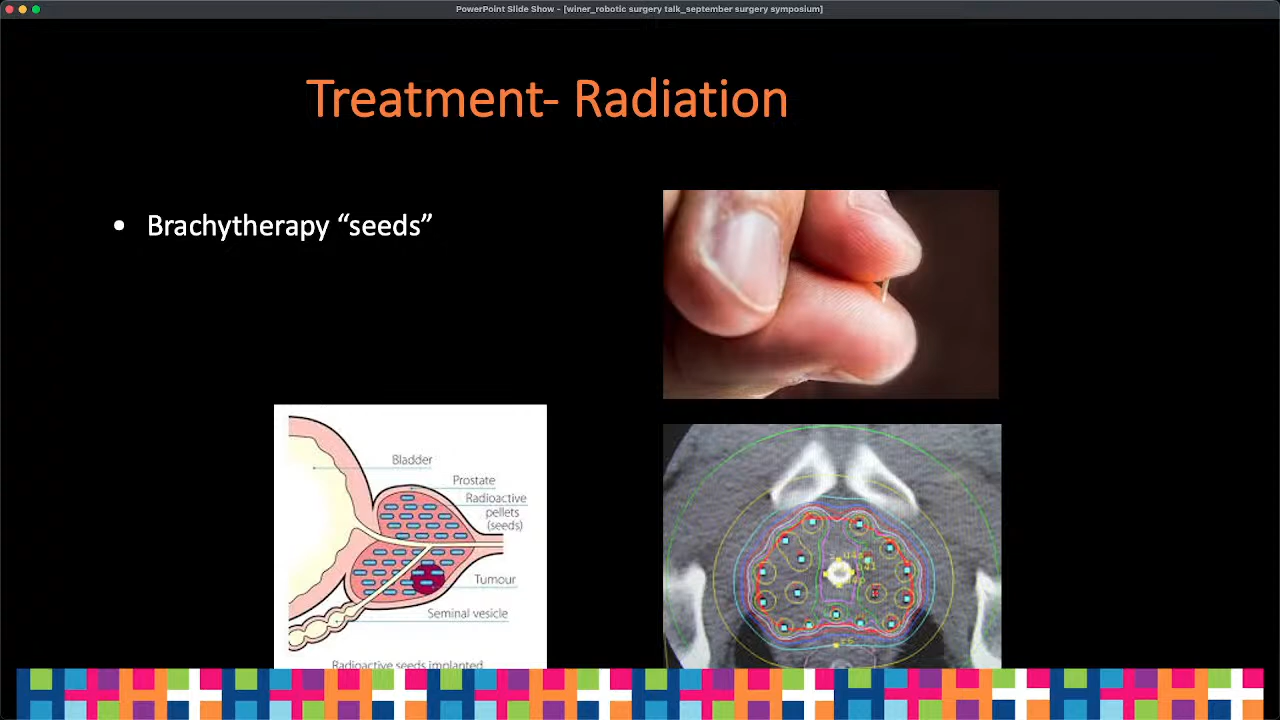 PowerPoint Slide Show - [winer_robotic surgery talk_september surgery symposium]
Treatment- Radiation
• Brachytherapy “seeds”
Bladder
Prostate
Radioactive
pellets
(seeds)
Tumour
Seminal vesicle
Radioactive seeds implanted